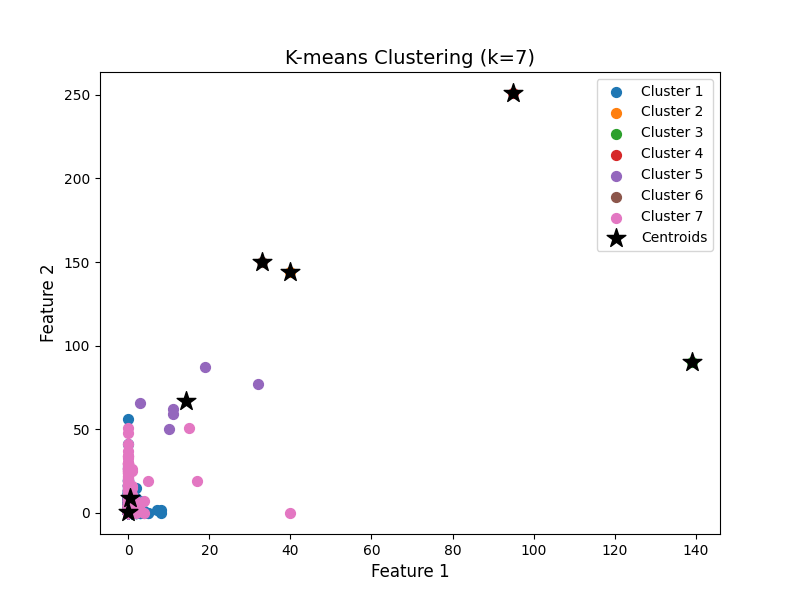 K-means Clustering (k=7)
250
200
150
100
50
0
Feature 2
0 20 40 60 80 100 120 140
Feature 1
Cluster 1
Cluster 2
Cluster 3
Cluster 4
Cluster 5
Cluster 6
Cluster 7
Centroids